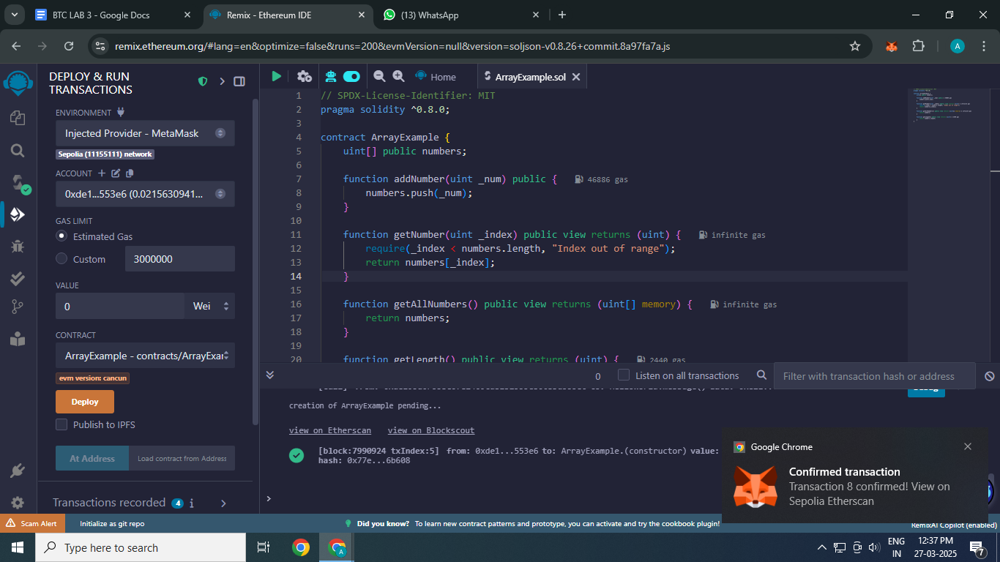 BTC LAB 3 - Google Docs
Remix - Ethereum IDE
(13) WhatsApp
remix.ethereum.org/#lang=en&optimize=false&runs=200&evmVersion=null&version=soljson-v0.8.26+commit.8a97fa7a.js
A
DEPLOY & RUN
TRANSACTIONS
ENVIRONMENT
Injected Provider - MetaMask
Sepolia (11155111) network
ACCOUNT
0xde1...553e6 (0.0215630941...
GAS LIMIT
Estimated Gas
Custom
3000000
VALUE
0
Wei
CONTRACT
ArrayExample - contracts/ArrayExar
evm version: cancun
Deploy
Publish to IPFS
At Address
Load contract from Address
Transactions recorded 4 i
Home
ArrayExample.sol
1 // SPDX-License-Identifier: MIT
2 pragma solidity ^0.8.0;
3
4 contract ArrayExample {
5 uint[] public numbers;
6
7 function addNumber(uint _num) public { 46886 gas
8 numbers.push(_num);
9 }
10
11 function getNumber(uint _index) public view returns (uint) { infinite gas
12 require(_index < numbers.length, "Index out of range");
13 return numbers[_index];
14 }
15
16 function getAllNumbers() public view returns (uint[] memory) { infinite gas
17 return numbers;
18 }
19
20 function getLength() public view returns (uint) { 2440 gas
0
Listen on all transactions
Filter with transaction hash or address
Debug
creation of ArrayExample pending...
view on Etherscan view on Blockscout
[block:7990924 txIndex:5] from: 0xde1...553e6 to: ArrayExample.(constructor) value:
hash: 0x77e...6b608
>
Google Chrome
Confirmed transaction
Transaction 8 confirmed! View on
Sepolia Etherscan
Scam Alert
Initialize as git repo
Did you know? To learn new contract patterns and prototype, you can activate and try the cookbook plugin!
RemixAI Copilot (enabled)
Type here to search
A
ENG
IN
12:37 PM
27-03-2025
7